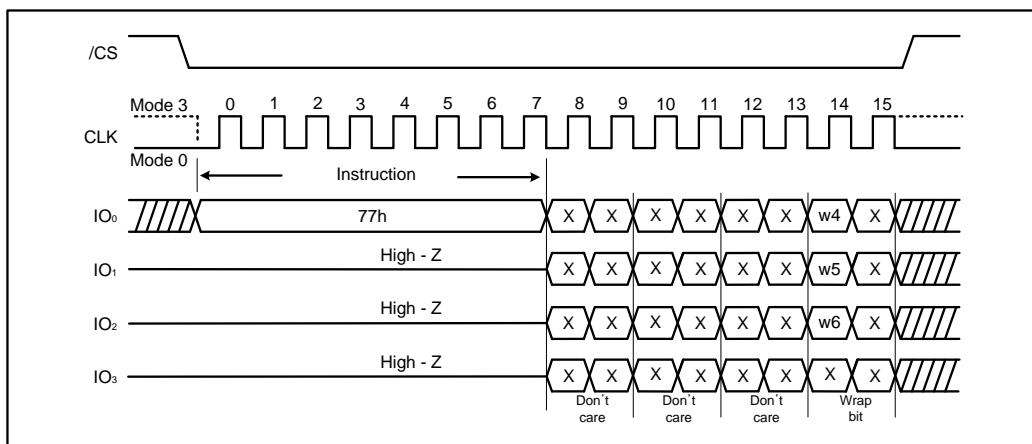 /CS
Mode 3 0 1 2 3 4 5 6 7 8 9 10 11 12 13 14 15
CLK
Mode 0
Instruction
IO₀ 77h X X X X X X w4 X
High - Z
IO₁ X X X X X X w5 X
High - Z
IO₂ X X X X X X w6 X
High - Z
IO₃ X X X X X X X X
Don't care Don't care Don't care Wrap bit